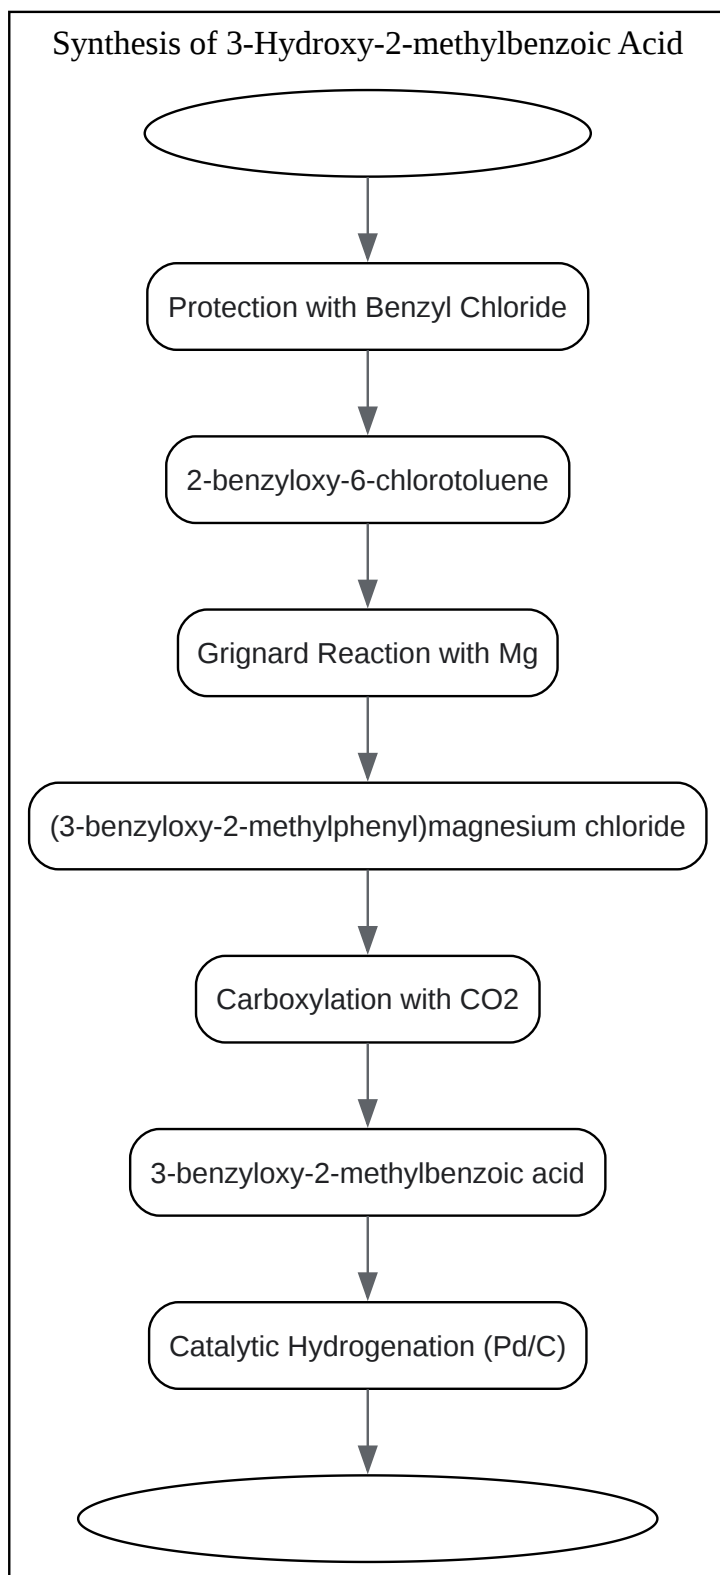 Synthesis of 3-Hydroxy-2-methylbenzoic Acid
Protection with Benzyl Chloride
2-benzyloxy-6-chlorotoluene
Grignard Reaction with Mg
(3-benzyloxy-2-methylphenyl)magnesium chloride
Carboxylation with CO2
3-benzyloxy-2-methylbenzoic acid
Catalytic Hydrogenation (Pd/C)